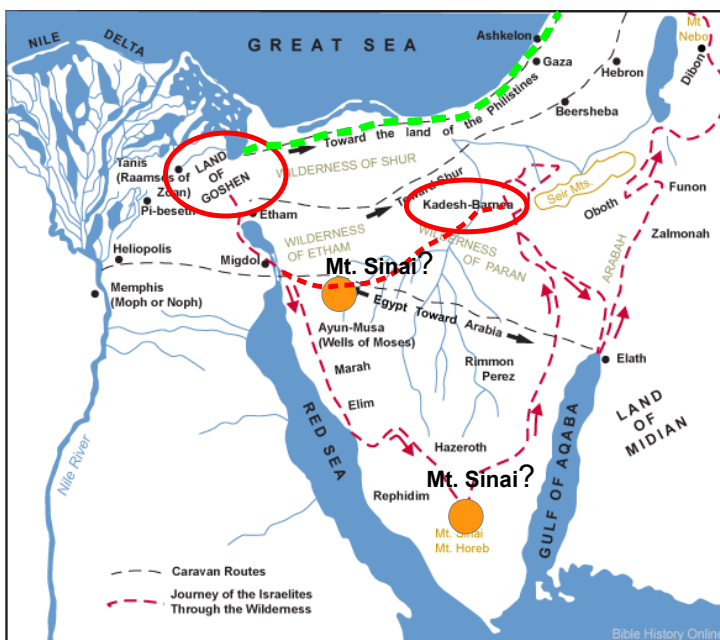 NILE
DELTA
GREAT SEA
Ashkelon
Gaza
Hebron
Mt
Nebo
Dibon
Beersheba
Toward the land of the Philistines
Tanis
(Raamses of
Zoan)
LAND
OF
GOSHEN
WILDERNESS OF SHUR
Toward Shur
Pi-beseth
Etham
Kadesh-Barnea
Seir Mts.
Oboth
Funon
Zalmonah
WILDERNESS
OF ETHAM
WILDERNESS
OF PARAN
ARABAH
Heliopolis
Migdol
Mt. Sinai?
Memphis
(Moph or Noph)
Egypt Toward Arabia
Ayun-Musa
(Wells of Moses)
Marah
Rimmon
Perez
Elath
Elim
LAND
OF
MIDIAN
RED SEA
GULF OF AQABA
Nile River
Hazeroth
Mt. Sinai?
Rephidim
Mt. Sinai
Mt. Horeb
Caravan Routes
Journey of the Israelites
Through the Wilderness
Bible History Online